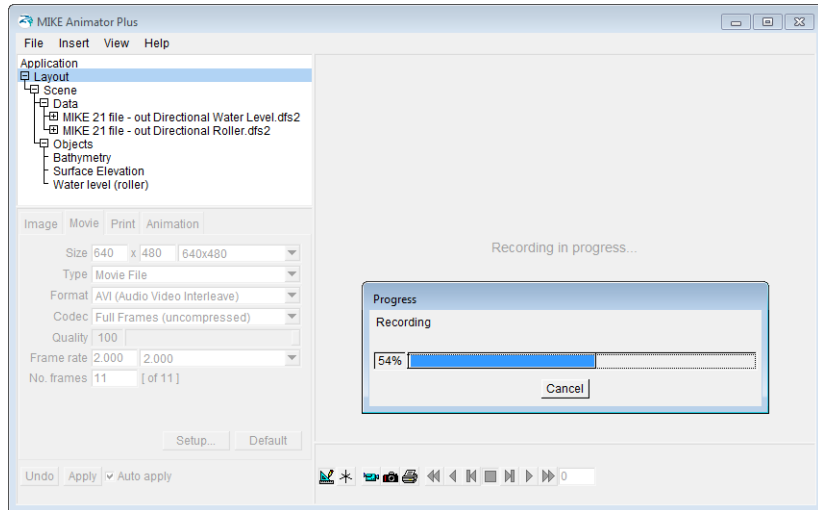 MIKE Animator Plus
File Insert View Help
Application
Layout
Scene
Data
MIKE 21 file - out Directional Water Level.dfs2
MIKE 21 file - out Directional Roller.dfs2
Objects
Bathymetry
Surface Elevation
Water level (roller)
Image Movie Print Animation
Size 640 x 480 640x480
Type Movie File
Format AVI (Audio Video Interleave)
Codec Full Frames (uncompressed)
Quality 100
Frame rate 2.000 2.000
No. frames 11 [ of 11 ]
Setup... Default
Undo Apply Auto apply
Recording in progress...
Progress
Recording
54%
Cancel
0